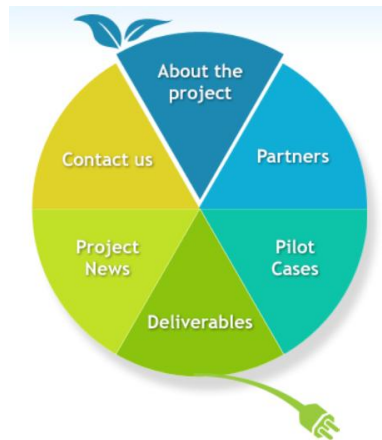 About the
project
Partners
Pilot
Cases
Deliverables
Project
News
Contact us